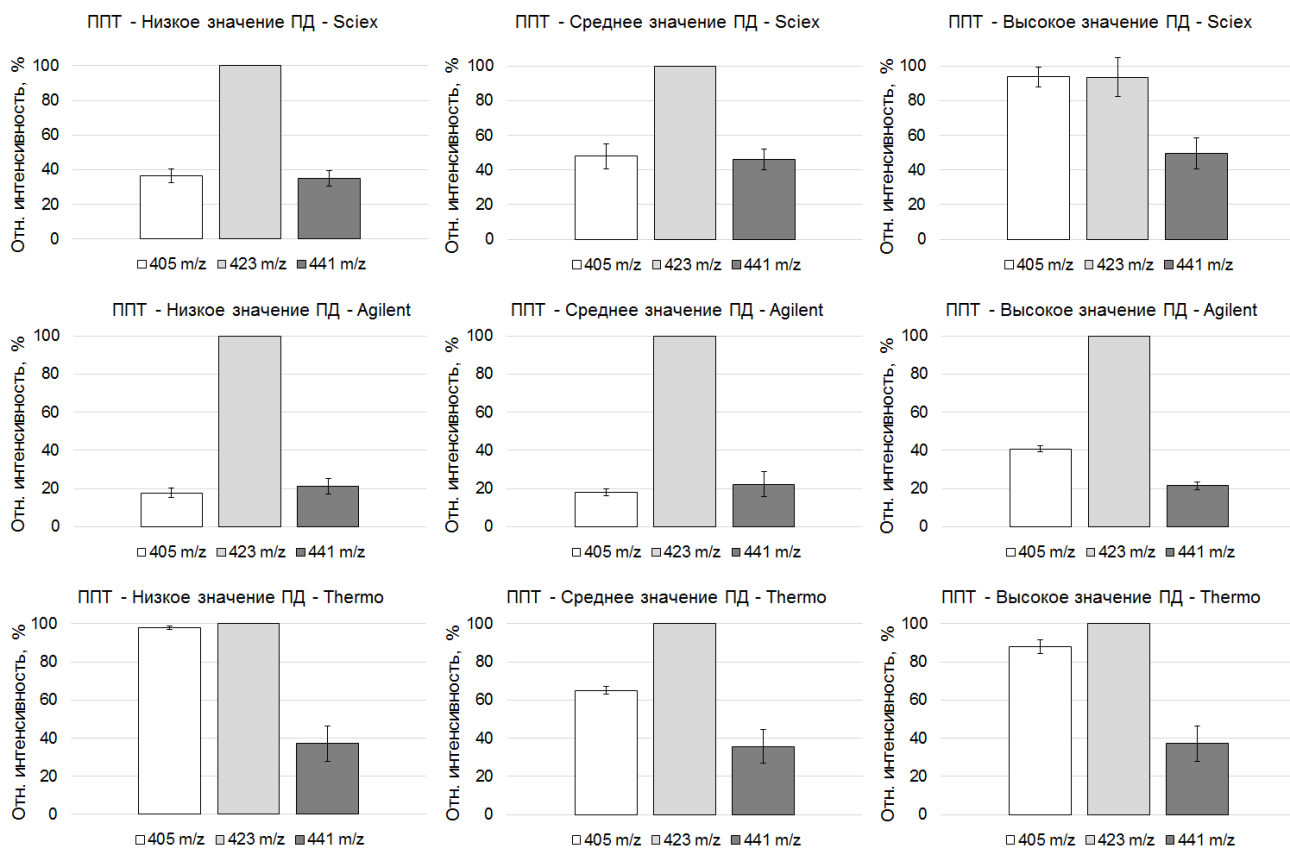 ППТ - Низкое значение ПД - Sciex
Отн. интенсивность, %
100
80
60
40
20
0
405 m/z 423 m/z 441 m/z
ППТ - Среднее значение ПД - Sciex
Отн. интенсивность, %
100
80
60
40
20
0
405 m/z 423 m/z 441 m/z
ППТ - Высокое значение ПД - Sciex
Отн. интенсивность, %
100
80
60
40
20
0
405 m/z 423 m/z 441 m/z
ППТ - Низкое значение ПД - Agilent
Отн. интенсивность, %
100
80
60
40
20
0
405 m/z 423 m/z 441 m/z
ППТ - Среднее значение ПД - Agilent
Отн. интенсивность, %
100
80
60
40
20
0
405 m/z 423 m/z 441 m/z
ППТ - Высокое значение ПД - Agilent
Отн. интенсивность, %
100
80
60
40
20
0
405 m/z 423 m/z 441 m/z
ППТ - Низкое значение ПД - Thermo
Отн. интенсивность, %
100
80
60
40
20
0
405 m/z 423 m/z 441 m/z
ППТ - Среднее значение ПД - Thermo
Отн. интенсивность, %
100
80
60
40
20
0
405 m/z 423 m/z 441 m/z
ППТ - Высокое значение ПД - Thermo
Отн. интенсивность, %
100
80
60
40
20
0
405 m/z 423 m/z 441 m/z